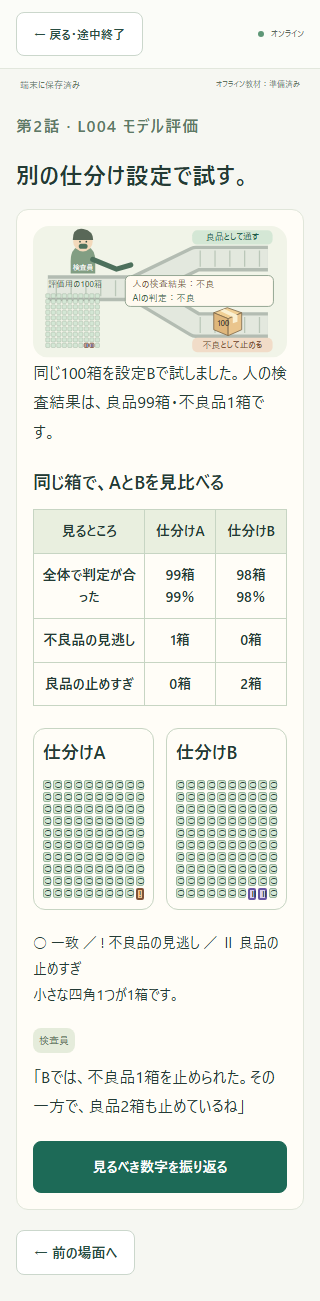 ← 戻る・途中終了
オンライン
端末に保存済み
オフライン教材：準備済み
第2話 · L004 モデル評価
別の仕分け設定で試す。
良品として通す
検査員
評価用の100箱
人の検査結果：不良
AIの判定：不良
100
不良として止める
同じ100箱を設定Bで試しました。人の検
査結果は、良品99箱・不良品1箱で
す。
同じ箱で、AとBを見比べる
見るところ
仕分けA
仕分けB
全体で判定が合
った
99箱
99%
98箱
98%
不良品の見逃し
1箱
0箱
良品の止めすぎ
0箱
2箱
仕分けA
仕分けB
○ 一致 ／ ! 不良品の見逃し ／ II 良品の
止めすぎ
小さな四角1つが1箱です。
検査員
「Bでは、不良品1箱を止められた。その
一方で、良品2箱も止めているね」
見るべき数字を振り返る
← 前の場面へ